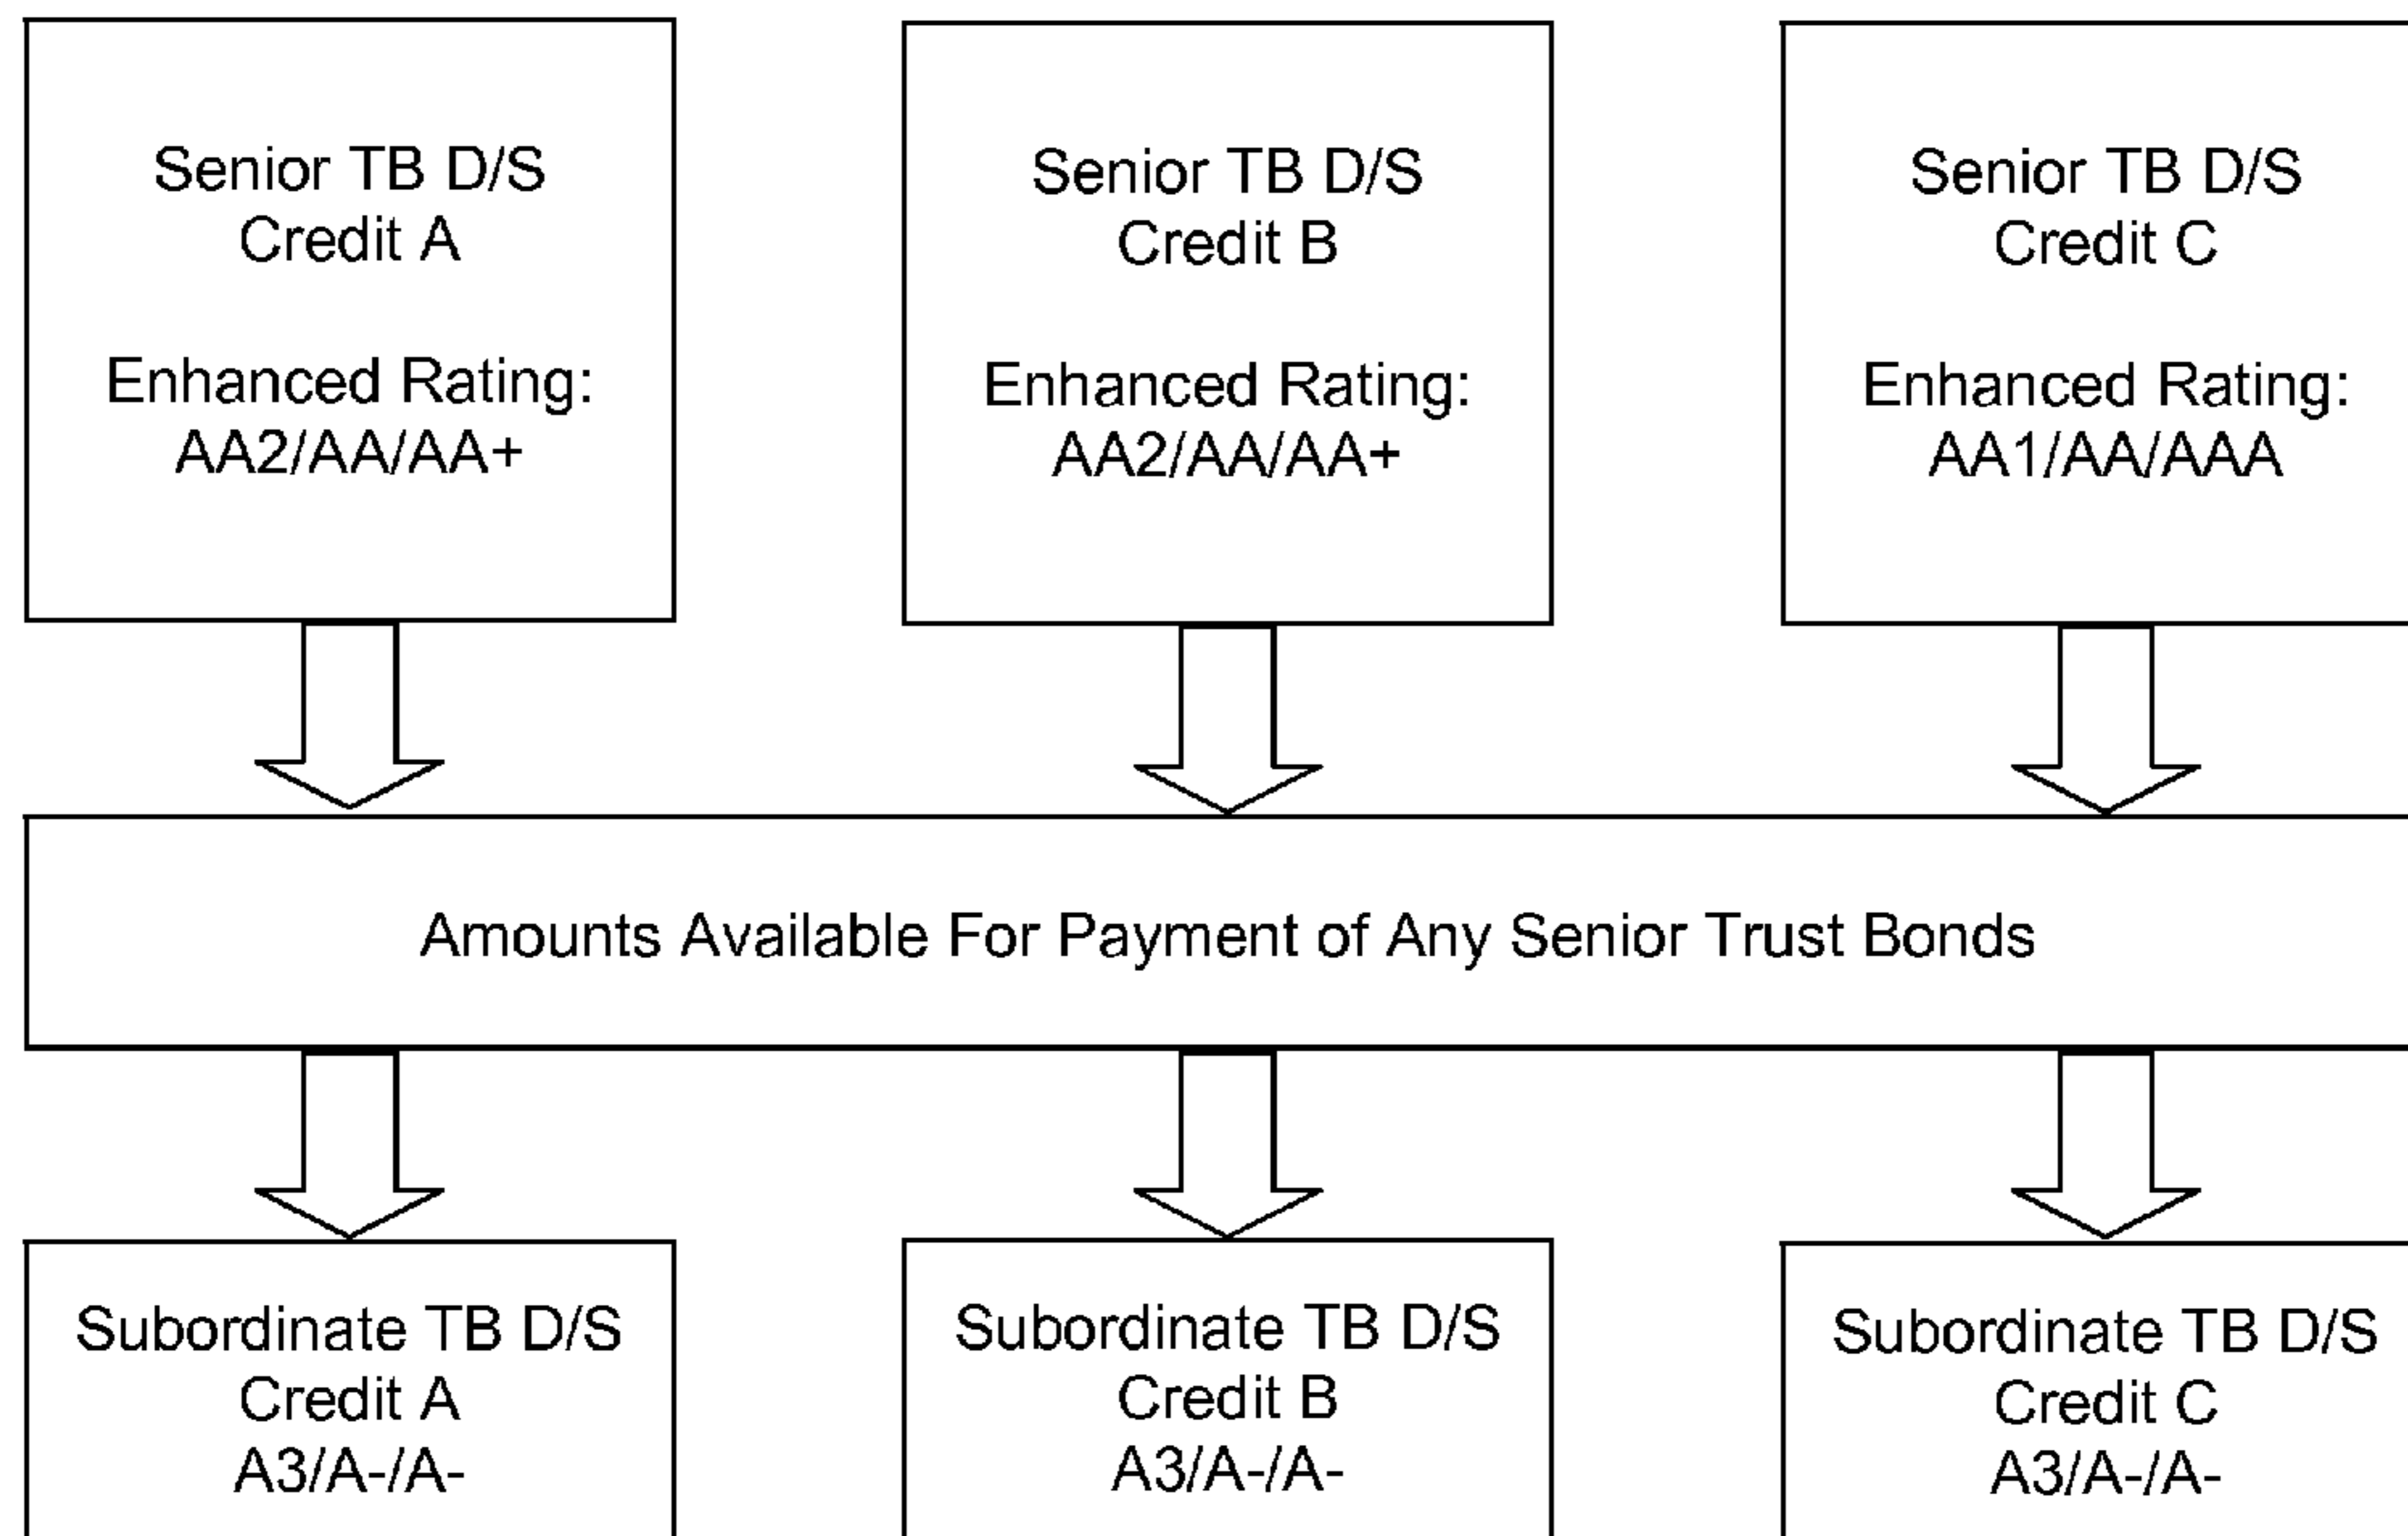 Senior TB D/S
Credit A
Enhanced Rating:
AA2/AA/AA+
Senior TB D/S
Credit B
Enhanced Rating:
AA2/AA/AA+
Senior TB D/S
Credit C
Enhanced Rating:
AA1/AA/AAA
Amounts Available For Payment of Any Senior Trust Bonds
Subordinate TB D/S
Credit A
A3/A-/A-
Subordinate TB D/S
Credit B
A3/A-/A-
Subordinate TB D/S
Credit C
A3/A-/A-